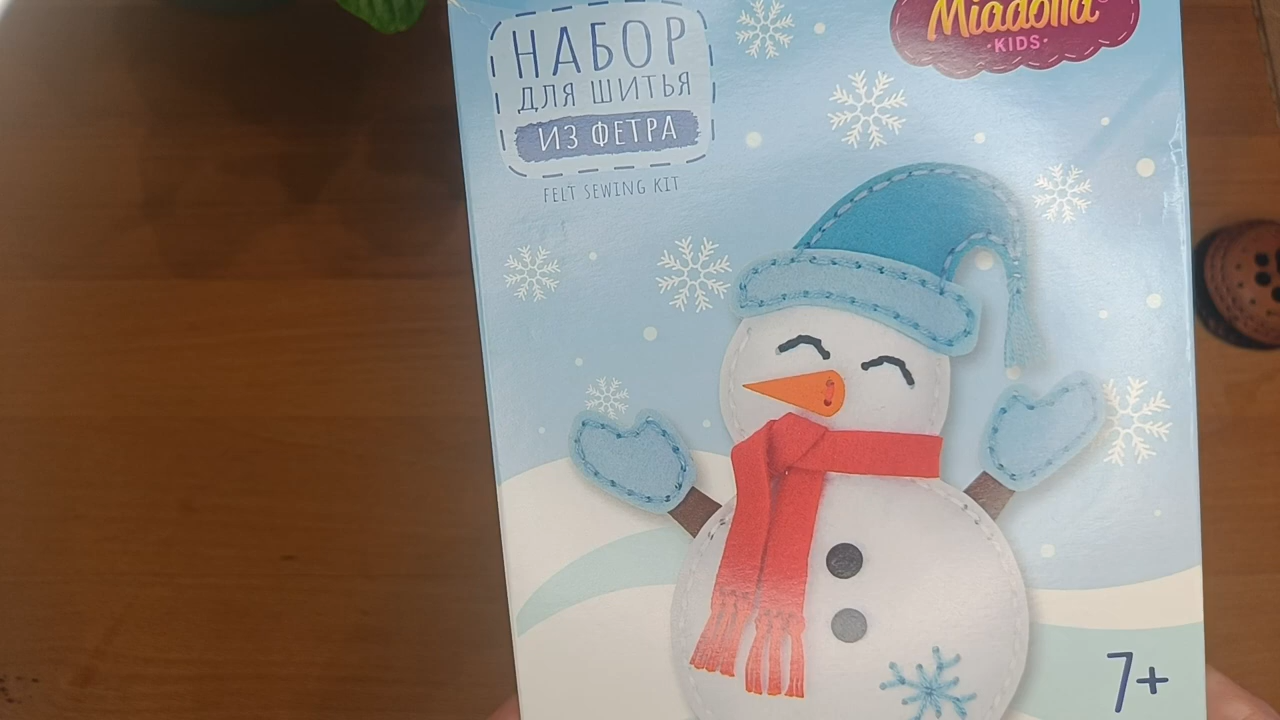 НАБОР
ДЛЯ ШИТЬЯ
ИЗ ФЕТРА
FELT SEWING KIT
Miadolla
KIDS
7+